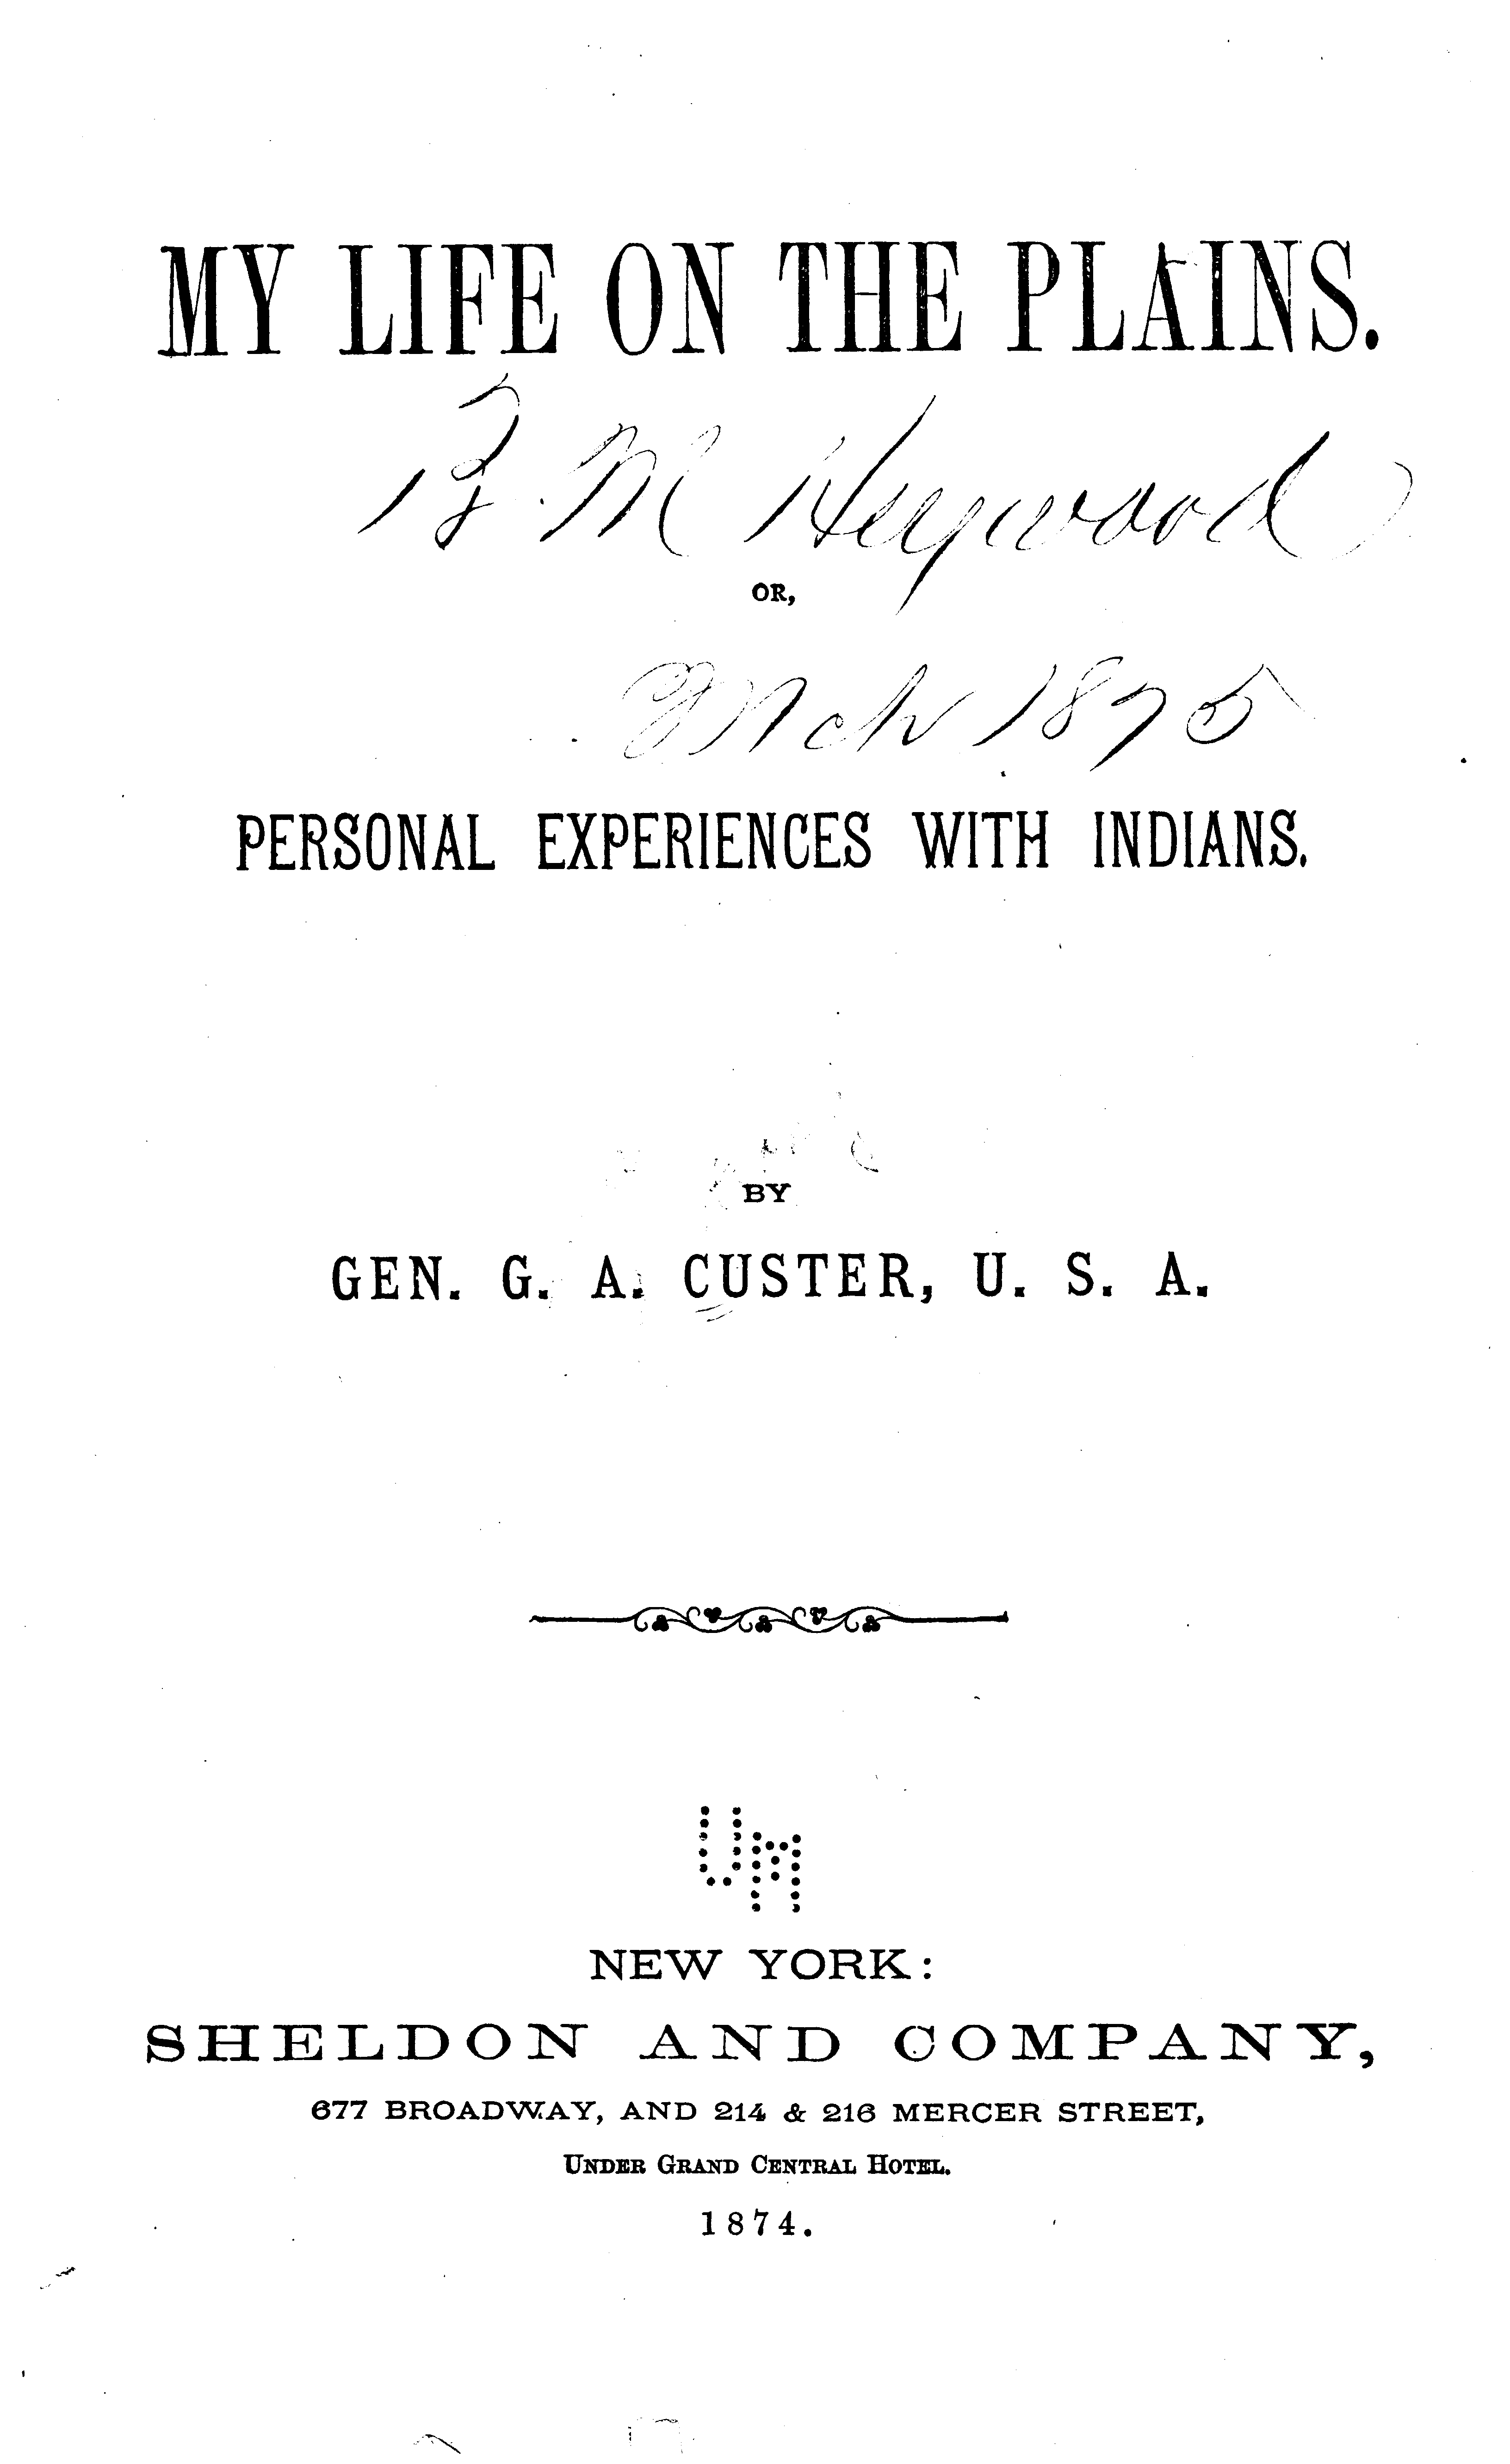 MY LIFE ON THE PLAINS.
B M Heywood
OR,
Mch 1875
PERSONAL EXPERIENCES WITH INDIANS.
BY
GEN. G. A. CUSTER, U. S. A.
UM
NEW YORK:
SHELDON AND COMPANY,
677 BROADWAY, AND 214 & 216 MERCER STREET,
UNDER GRAND CENTRAL HOTEL.
1874.